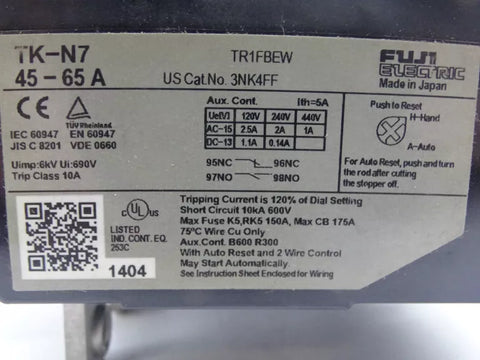 TK-N7
45 - 65 A
TR1FBEW
US Cat.No. 3NK4FF
FUJI
ELECTRIC
Made in Japan
CE
TÜV Rheinland
IEC 60947 EN 60947
JIS C 8201 VDE 0660
Uimp:6kV Ui:690V
Trip Class 10A
Aux. Cont. Ith=5A
Ue[V] 120V 240V 440V
AC-15 2.5A 2A 1A
DC-13 1.1A 0.14A
95NC 96NC
97NO 98NO
Push to Reset
H-Hand
A-Auto
For Auto Reset, push and turn
the rod after cutting the
stopper off.
C UL US
LISTED
IND. CONT. EQ.
253C
1404
Tripping Current is 120% of Dial Setting
Short Circuit 10kA 600V
Max Fuse K5,RK5 150A, Max CB 175A
75°C Wire Cu Only
Aux.Cont. B600 R300
With Auto Reset and 2 Wire Control
May Start Automatically.
See Instruction Sheet Enclosed for Wiring